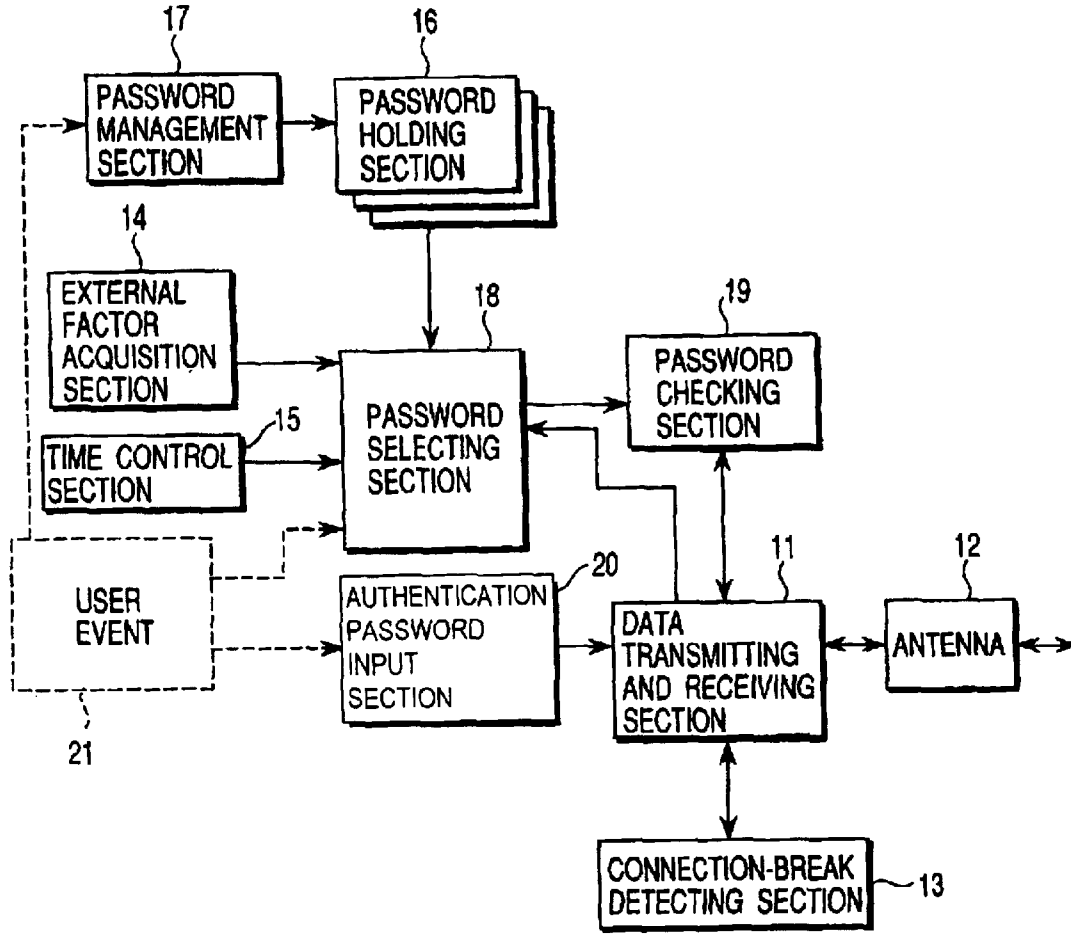 17
16
PASSWORD
MANAGEMENT
SECTION
PASSWORD
HOLDING
SECTION
14
EXTERNAL
FACTOR
ACQUISITION
SECTION
18
19
PASSWORD
SELECTING
SECTION
PASSWORD
CHECKING
SECTION
15
TIME CONTROL
SECTION
USER
EVENT
21
20
AUTHENTICATION
PASSWORD
INPUT
SECTION
11
DATA
TRANSMITTING
AND RECEIVING
SECTION
12
ANTENNA
CONNECTION-BREAK
DETECTING SECTION
13